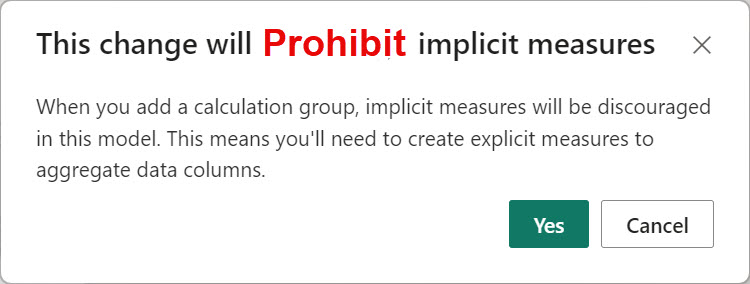 This change will Prohibit implicit measures
When you add a calculation group, implicit measures will be discouraged
in this model. This means you'll need to create explicit measures to
aggregate data columns.
Yes Cancel